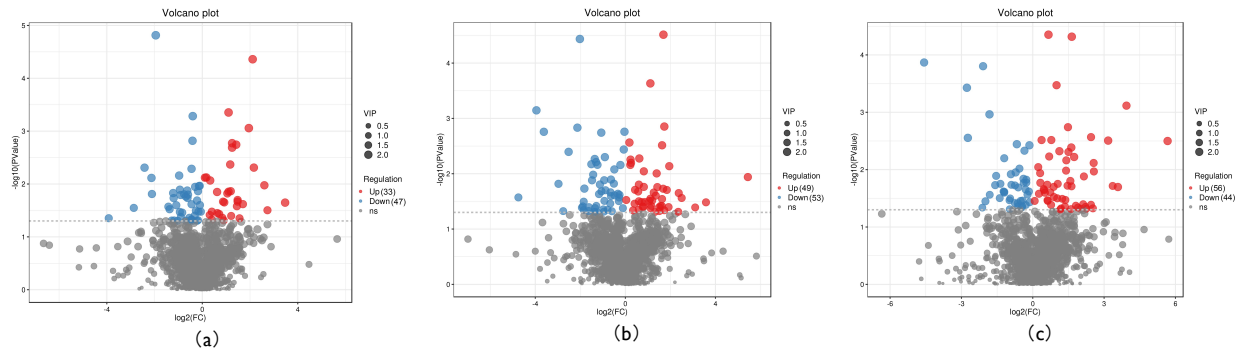 Volcano plot
5
4
3
2
1
0
-log10(PValue)
-4
0
4
log2(FC)
VIP
0.5
1.0
1.5
2.0
Regulation
Up (33)
Down (47)
ns
(a)
Volcano plot
4
3
2
1
0
-log10(PValue)
-4
0
4
log2(FC)
VIP
0.5
1.0
1.5
2.0
Regulation
Up (49)
Down (53)
ns
(b)
Volcano plot
4
3
2
1
0
-log10(PValue)
-6
-3
0
3
6
log2(FC)
VIP
0.5
1.0
1.5
2.0
Regulation
Up (56)
Down (44)
ns
(c)